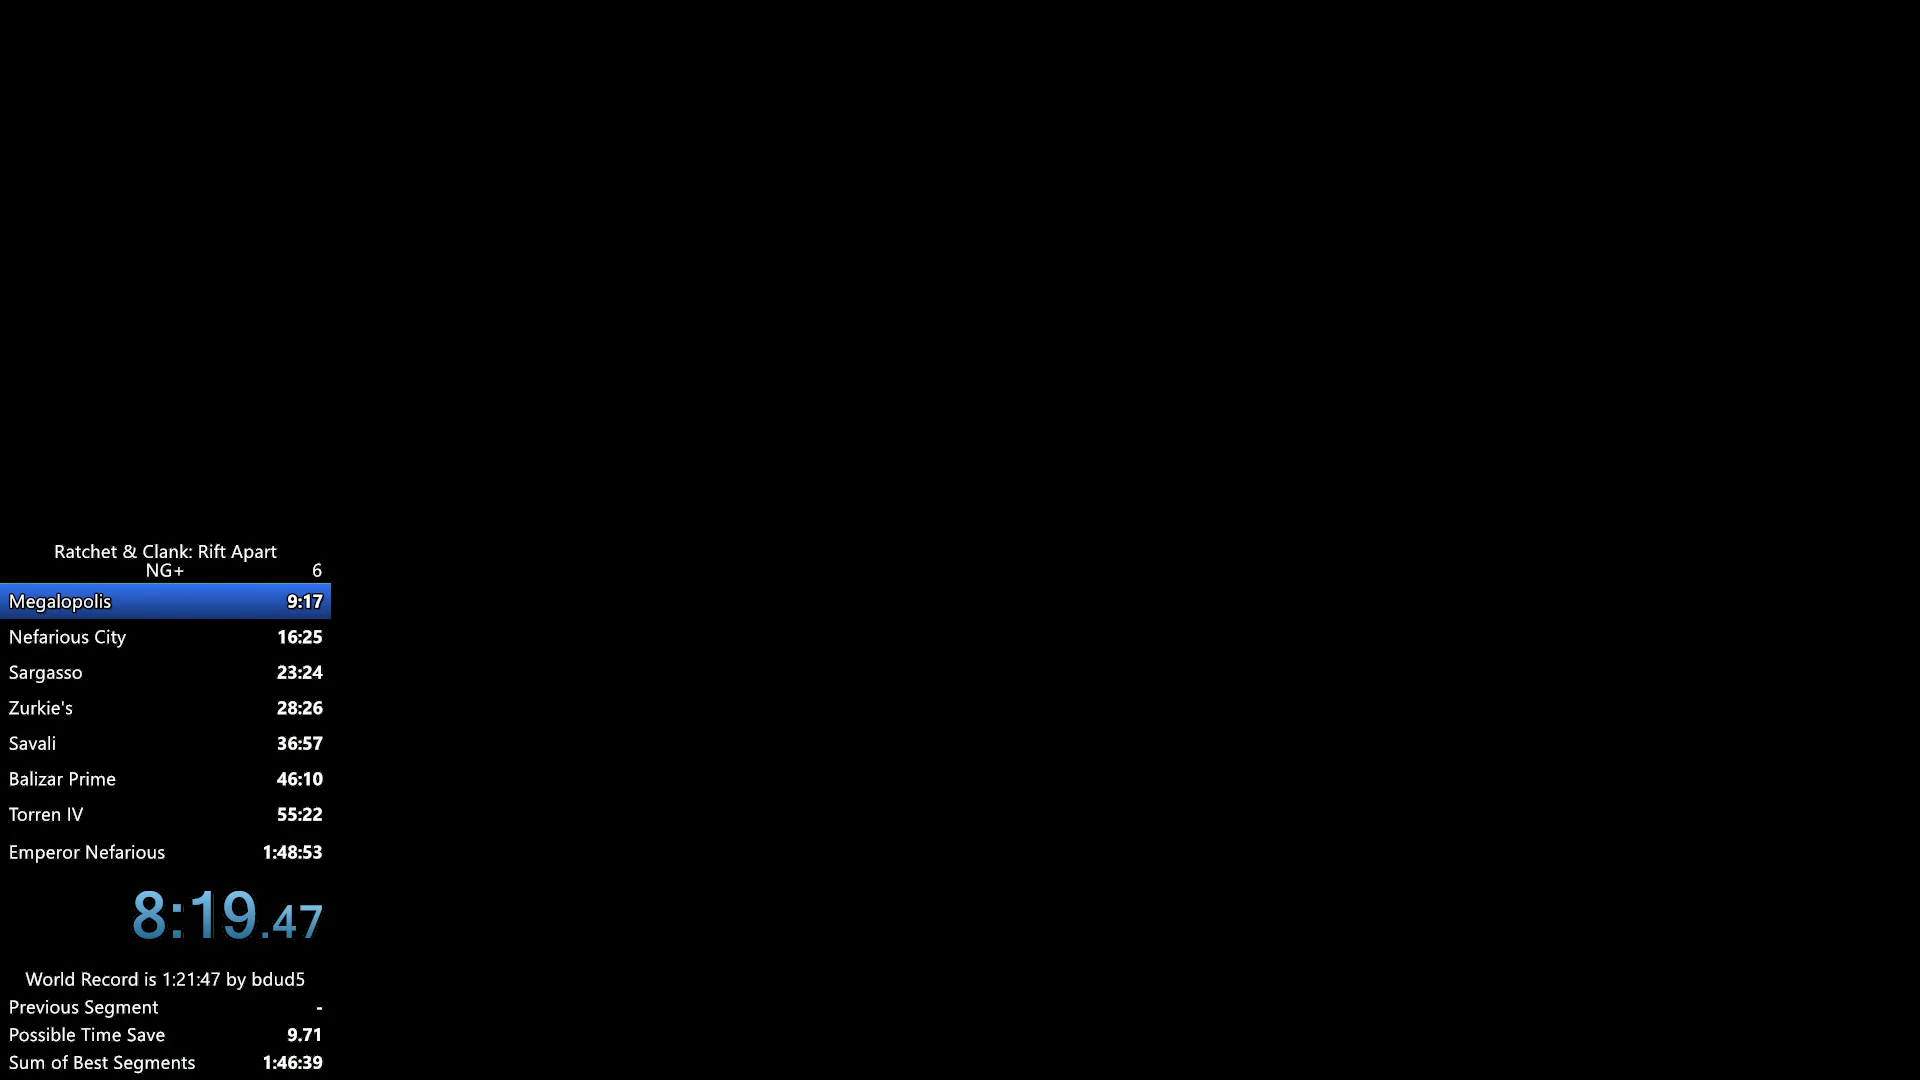 Ratchet & Clank: Rift Apart
NG+ 6
Megalopolis 9:17
Nefarious City 16:25
Sargasso 23:24
Zurkie's 28:26
Savali 36:57
Balizar Prime 46:10
Torren IV 55:22
Emperor Nefarious 1:48:53
8:19.47
World Record is 1:21:47 by bdud5
Previous Segment -
Possible Time Save 9.71
Sum of Best Segments 1:46:39